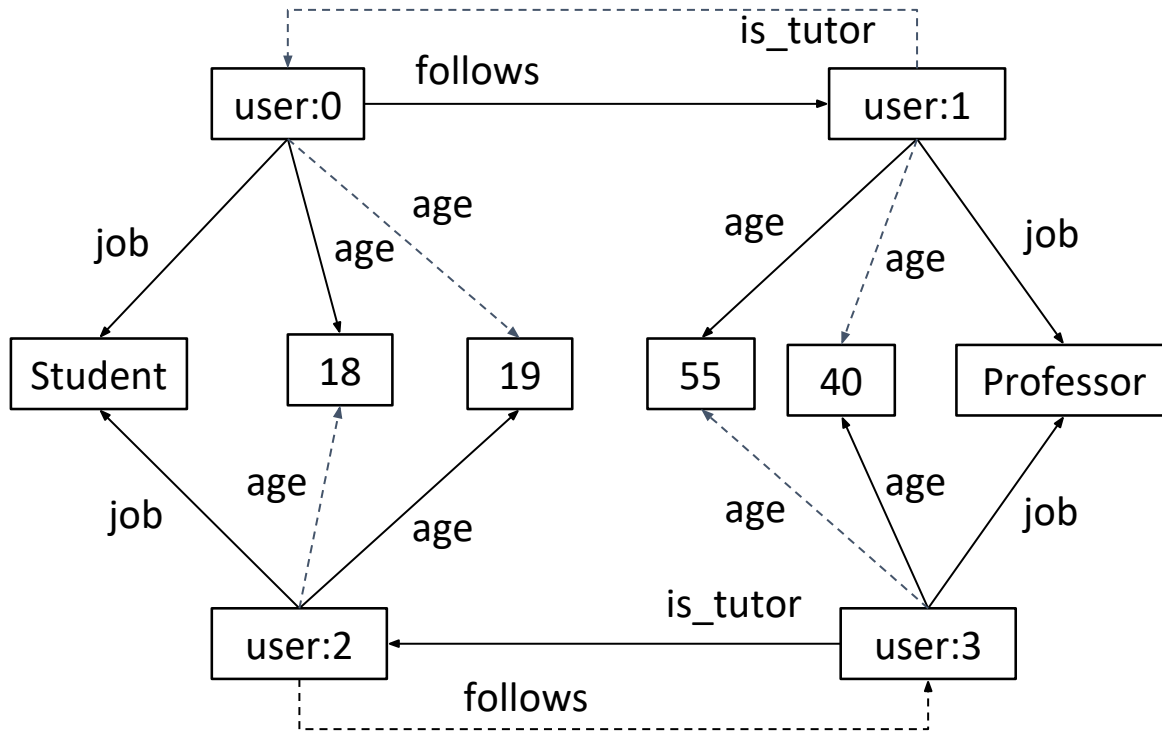 is_tutor
follows
user:0
user:1
age
age
job
age
age
job
Student
18
19
55
40
Professor
age
age
age
age
job
job
is_tutor
user:2
user:3
follows